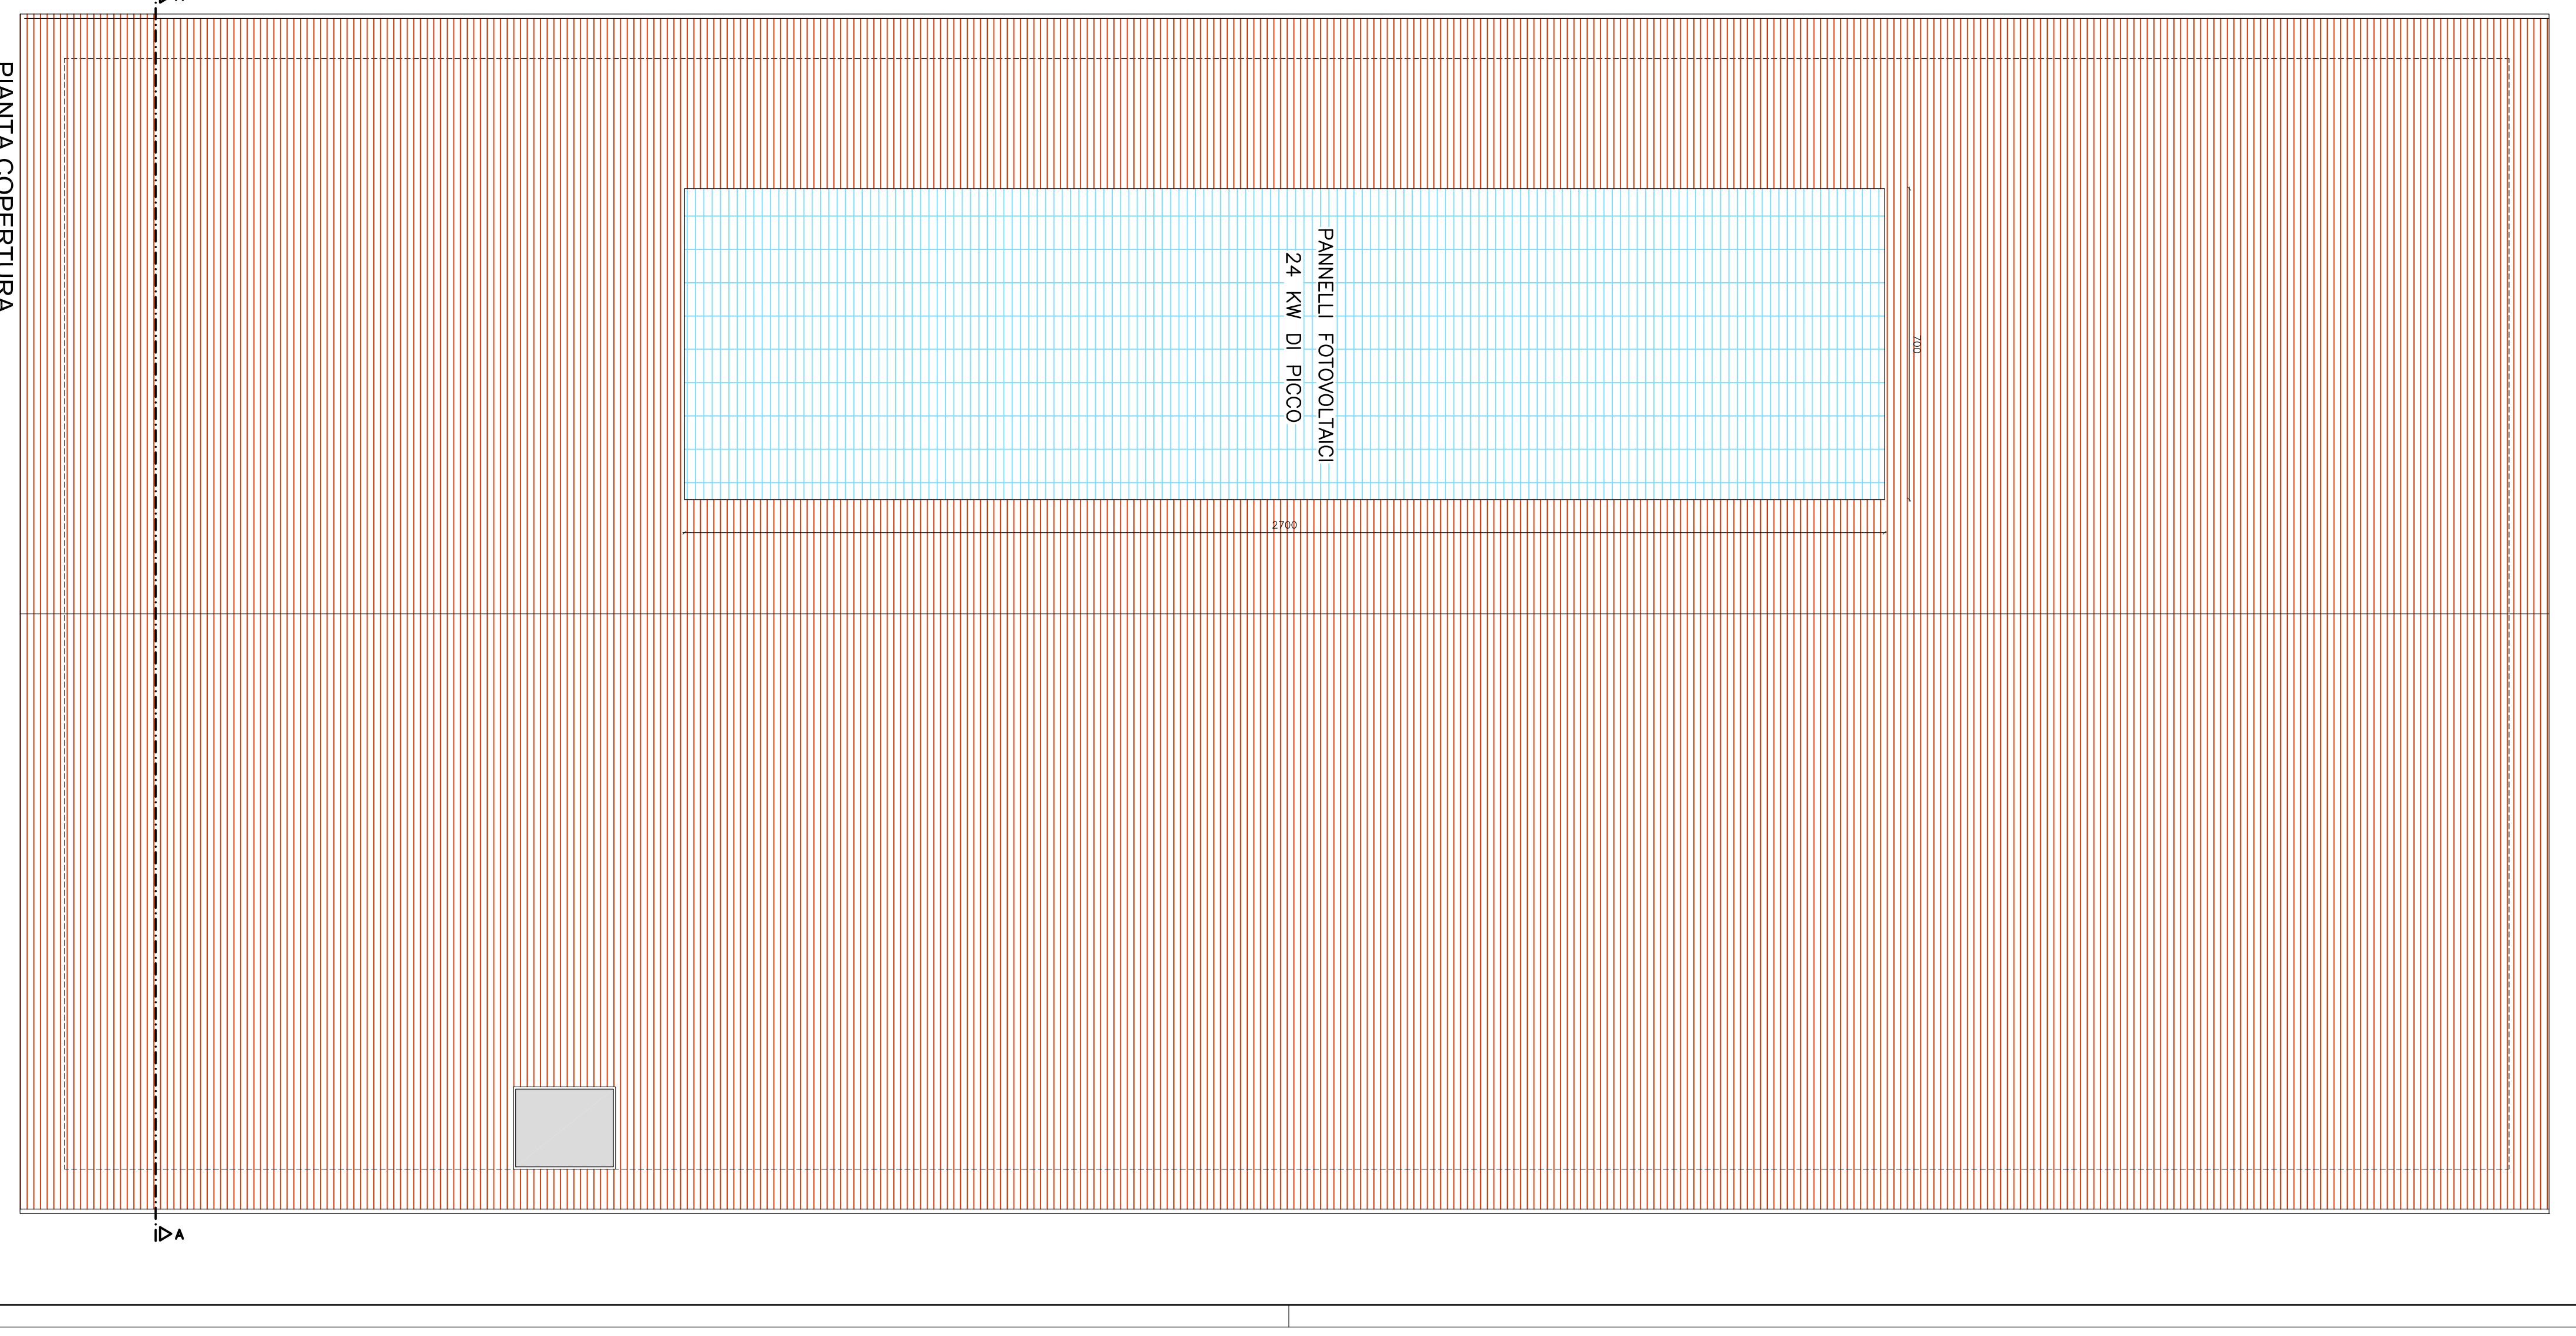 PIANTA COPERTURA
PANNELLI FOTOVOLTAICI
24 KW DI PICCO
700
2700
A